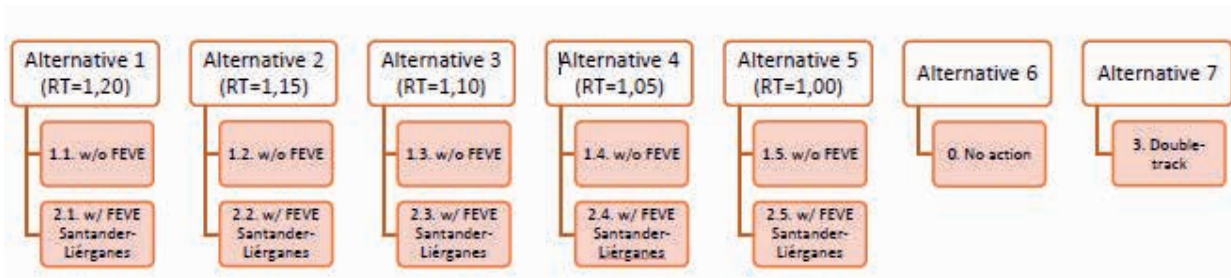 Alternative 1
(RT=1,20)
1.1. w/o FEVE
2.1. w/ FEVE
Santander-
Liérganes
Alternative 2
(RT=1,15)
1.2. w/o FEVE
2.2. w/ FEVE
Santander-
Liérganes
Alternative 3
(RT=1,10)
1.3. w/o FEVE
2.3. w/ FEVE
Santander-
Liérganes
Alternative 4
(RT=1,05)
1.4. w/o FEVE
2.4. w/ FEVE
Santander-
Liérganes
Alternative 5
(RT=1,00)
1.5. w/o FEVE
2.5. w/ FEVE
Santander-
Liérganes
Alternative 6
0. No action
Alternative 7
3. Double-
track